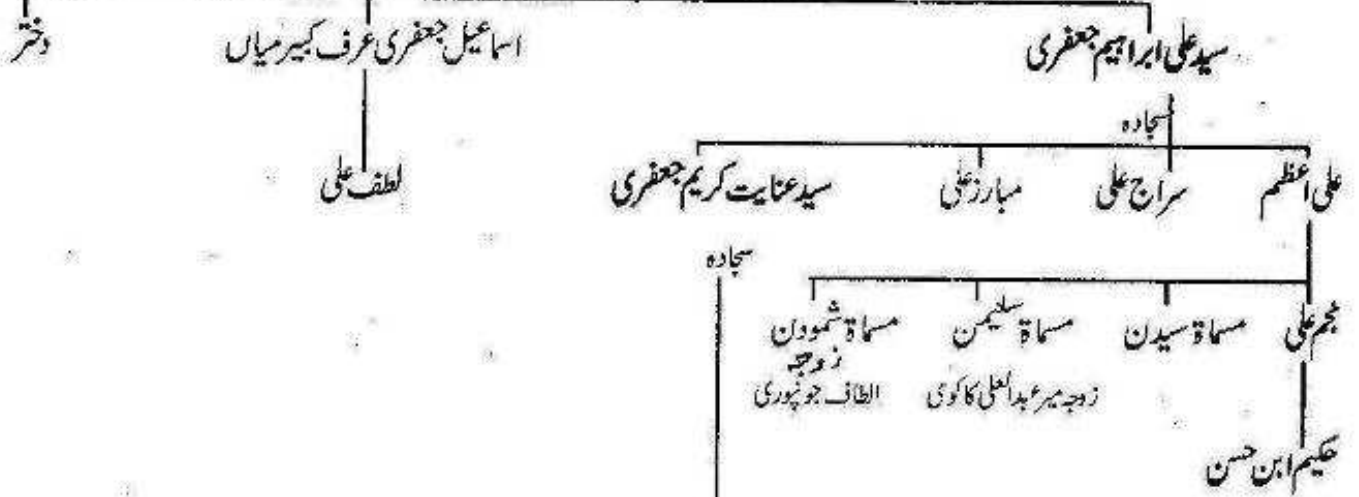 سید علی ابراہیم جعفری
اسماعیل جعفری عرف کبیر میاں
دختر
سجادہ
علی اعظم
سراج علی
مبارز علی
سید عنایت کریم جعفری
لطف علی
سجادہ
نجم علی
مسماۃ سیدن
مسماۃ سلیمن
زوجہ میر عبدالعلی کاکوی
مسماۃ شموون
زوجہ
الطاف جونپوری
حکیم ابن حسن